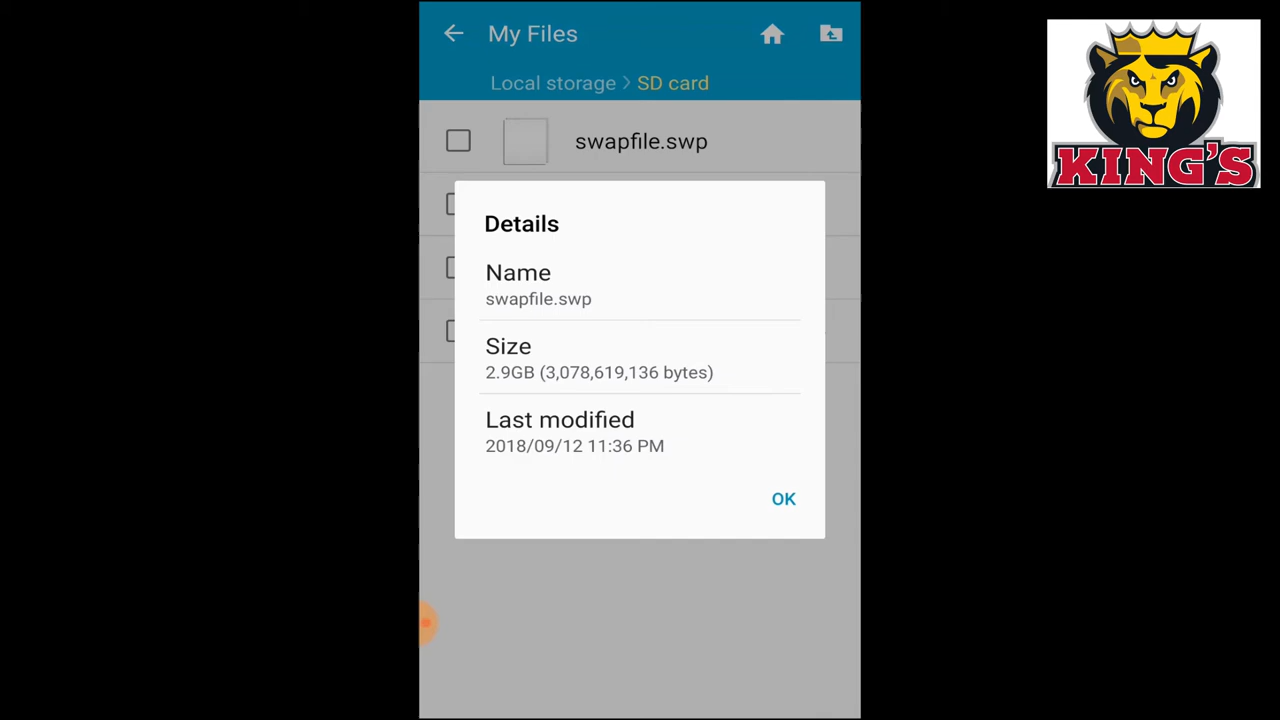 My Files
Local storage > SD card
swapfile.swp
Details
Name
swapfile.swp
Size
2.9GB (3,078,619,136 bytes)
Last modified
2018/09/12 11:36 PM
OK
KING'S